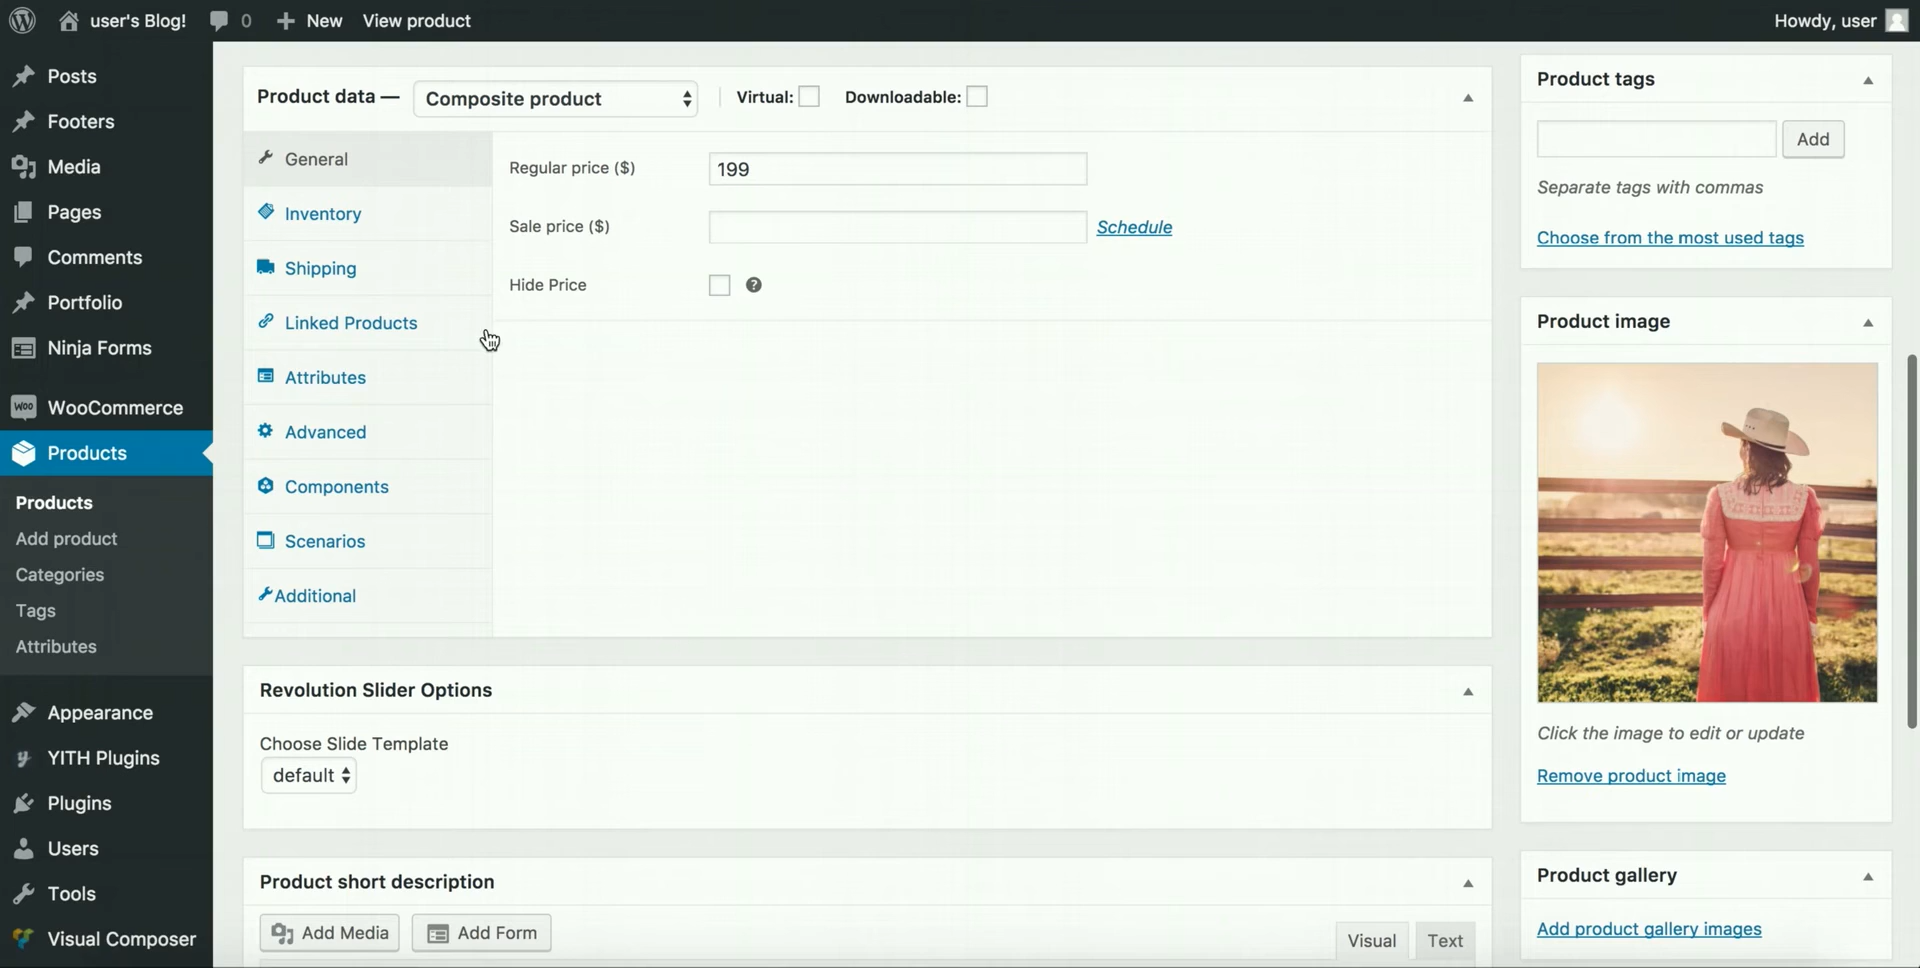 user's Blog!
0
New
View product
Howdy, user
Posts
Footers
Media
Pages
Comments
Portfolio
Ninja Forms
WooCommerce
Products
Products
Add product
Categories
Tags
Attributes
Appearance
YITH Plugins
Plugins
Users
Tools
Visual Composer
Product data —
Composite product
Virtual:
Downloadable:
General
Inventory
Shipping
Linked Products
Attributes
Advanced
Components
Scenarios
Additional
Regular price ($)
199
Sale price ($)
Schedule
Hide Price
Revolution Slider Options
Choose Slide Template
default
Product short description
Add Media
Add Form
Visual
Text
Product tags
Add
Separate tags with commas
Choose from the most used tags
Product image
Click the image to edit or update
Remove product image
Product gallery
Add product gallery images